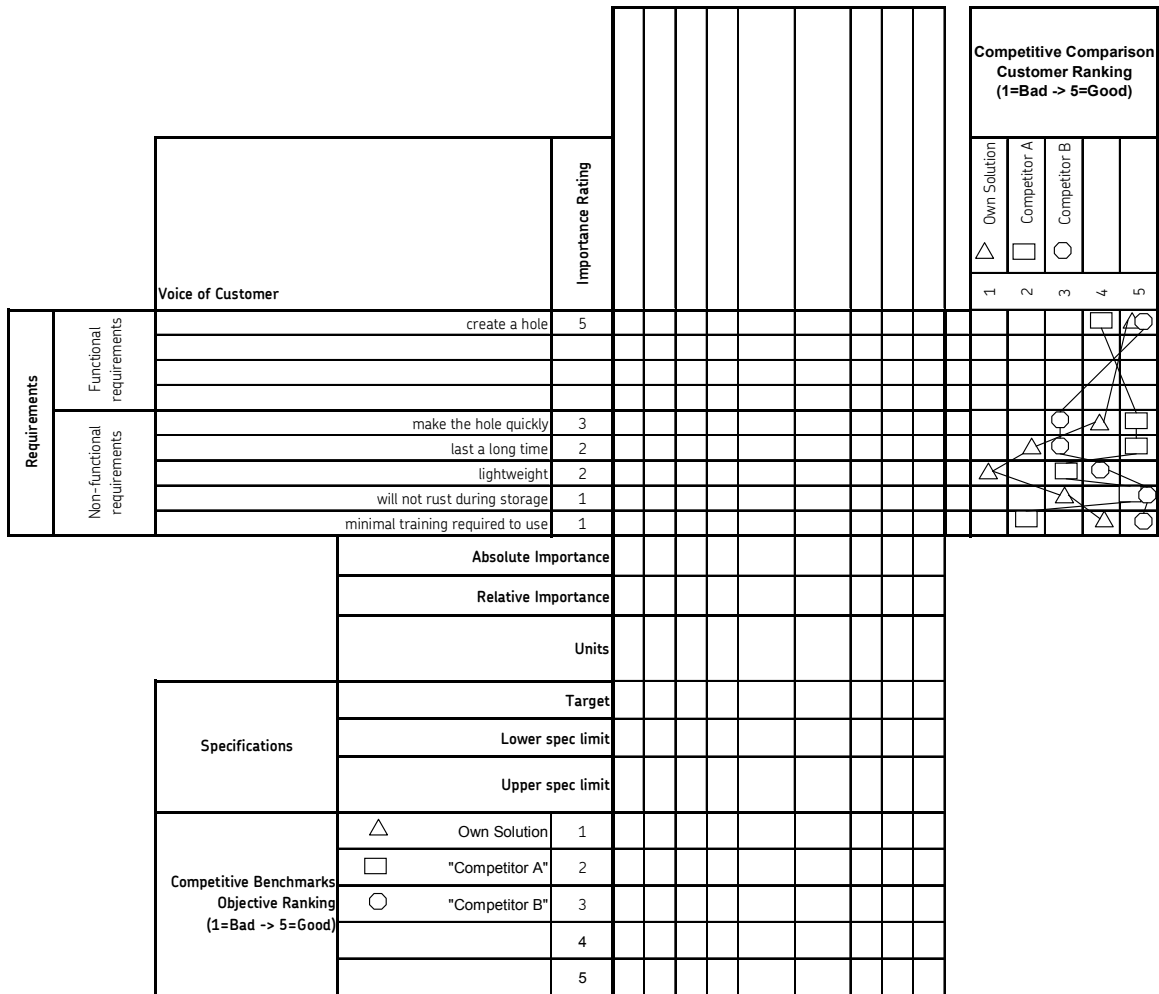 Competitive Comparison
Customer Ranking
(1=Bad -> 5=Good)
Own Solution
Competitor A
Competitor B
Importance Rating
Voice of Customer
1
2
3
4
5
Requirements
Functional
requirements
create a hole 5
Non-functional
requirements
make the hole quickly 3
last a long time 2
lightweight 2
will not rust during storage 1
minimal training required to use 1
Absolute Importance
Relative Importance
Units
Specifications
Target
Lower spec limit
Upper spec limit
Competitive Benchmarks
Objective Ranking
(1=Bad -> 5=Good)
Own Solution 1
"Competitor A" 2
"Competitor B" 3
4
5